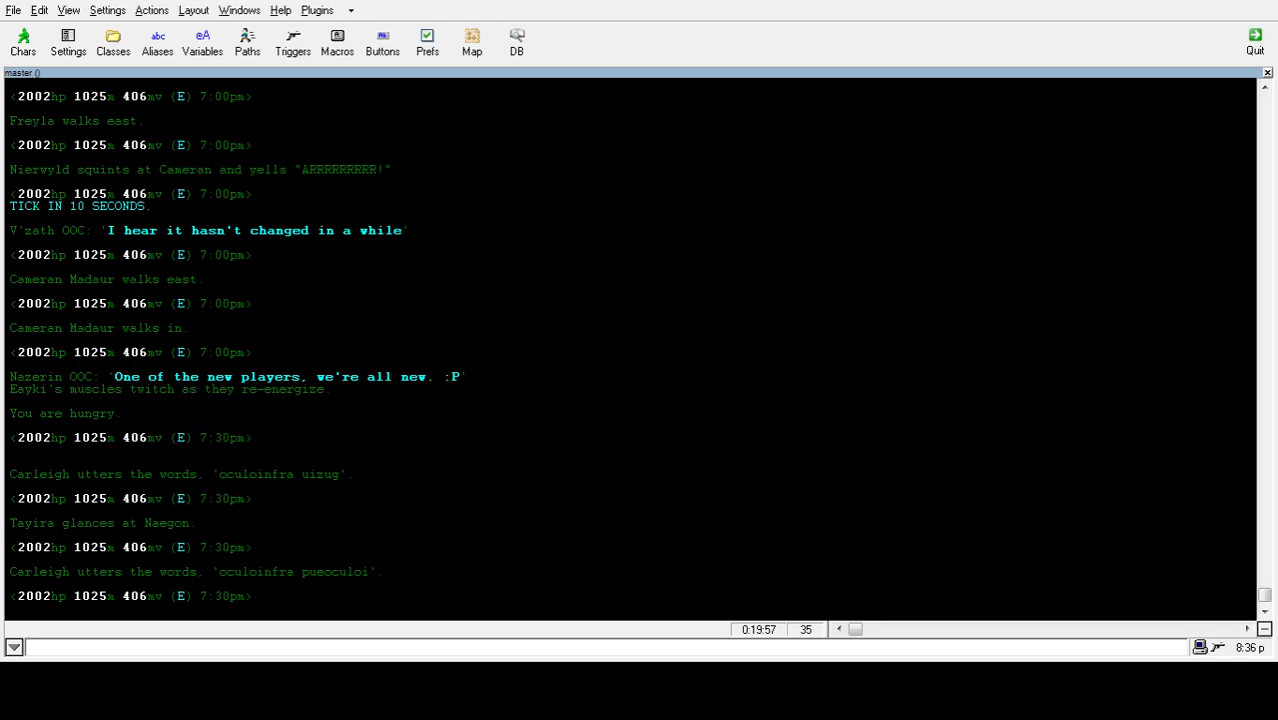 File Edit View Settings Actions Layout Windows Help Plugins
Chars Settings Classes Aliases Variables Paths Triggers Macros Buttons Prefs Map DB Quit
master ()
<2002hp 1025m 406mv (E) 7:00pm>
Freyla walks east.
<2002hp 1025m 406mv (E) 7:00pm>
Nierwyld squints at Cameran and yells "ARRRRRRRRR!"
<2002hp 1025m 406mv (E) 7:00pm>
TICK IN 10 SECONDS.
V'zath OOC: 'I hear it hasn't changed in a while'
<2002hp 1025m 406mv (E) 7:00pm>
Cameran Madaur walks east.
<2002hp 1025m 406mv (E) 7:00pm>
Cameran Madaur walks in.
<2002hp 1025m 406mv (E) 7:00pm>
Nazerin OOC: 'One of the new players, we're all new. :P'
Eayki's muscles twitch as they re-energize.
You are hungry.
<2002hp 1025m 406mv (E) 7:30pm>
Carleigh utters the words, 'oculoinfra uizug'.
<2002hp 1025m 406mv (E) 7:30pm>
Tayira glances at Naegon.
<2002hp 1025m 406mv (E) 7:30pm>
Carleigh utters the words, 'oculoinfra pueoculoi'.
<2002hp 1025m 406mv (E) 7:30pm>
0:19:57 35
8:36 p